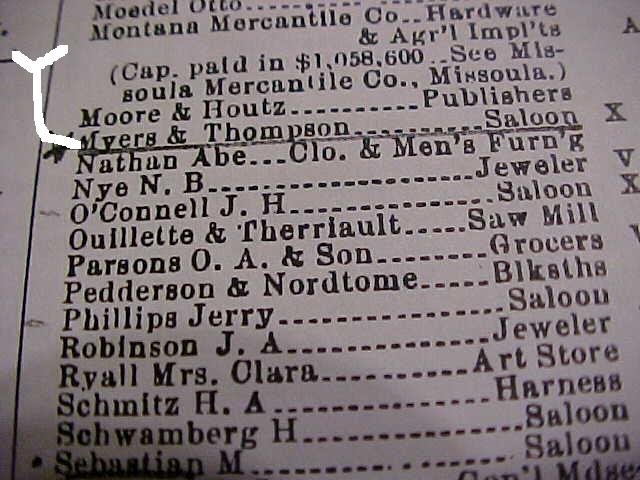 Moedel Otto
Montana Mercantile Co.. Hardware
& Agr'l Impl'ts A
(Cap. paid in $1,058,600.. See Mis-
soula Mercantile Co., Missoula.)
Moore & Houtz----------Publishers
Myers & Thompson----------Saloon X
Nathan Abe...Clo. & Men's Furn'g
Nye N. B--------------------Jeweler V
O'Connell J. H---------------Saloon X
Ouillette & Therriault.....Saw Mill
Parsons O. A. & Son--------Grocers
Pedderson & Nordtome-----Blksths
Phillips Jerry----------------Saloon
Robinson J. A---------------Jeweler
Ryall Mrs. Clara-----------Art Store
Schmitz H. A---------------Harness
Schwamberg H---------------Saloon
Sebastian M----------------Saloon
Gen'l Mdse